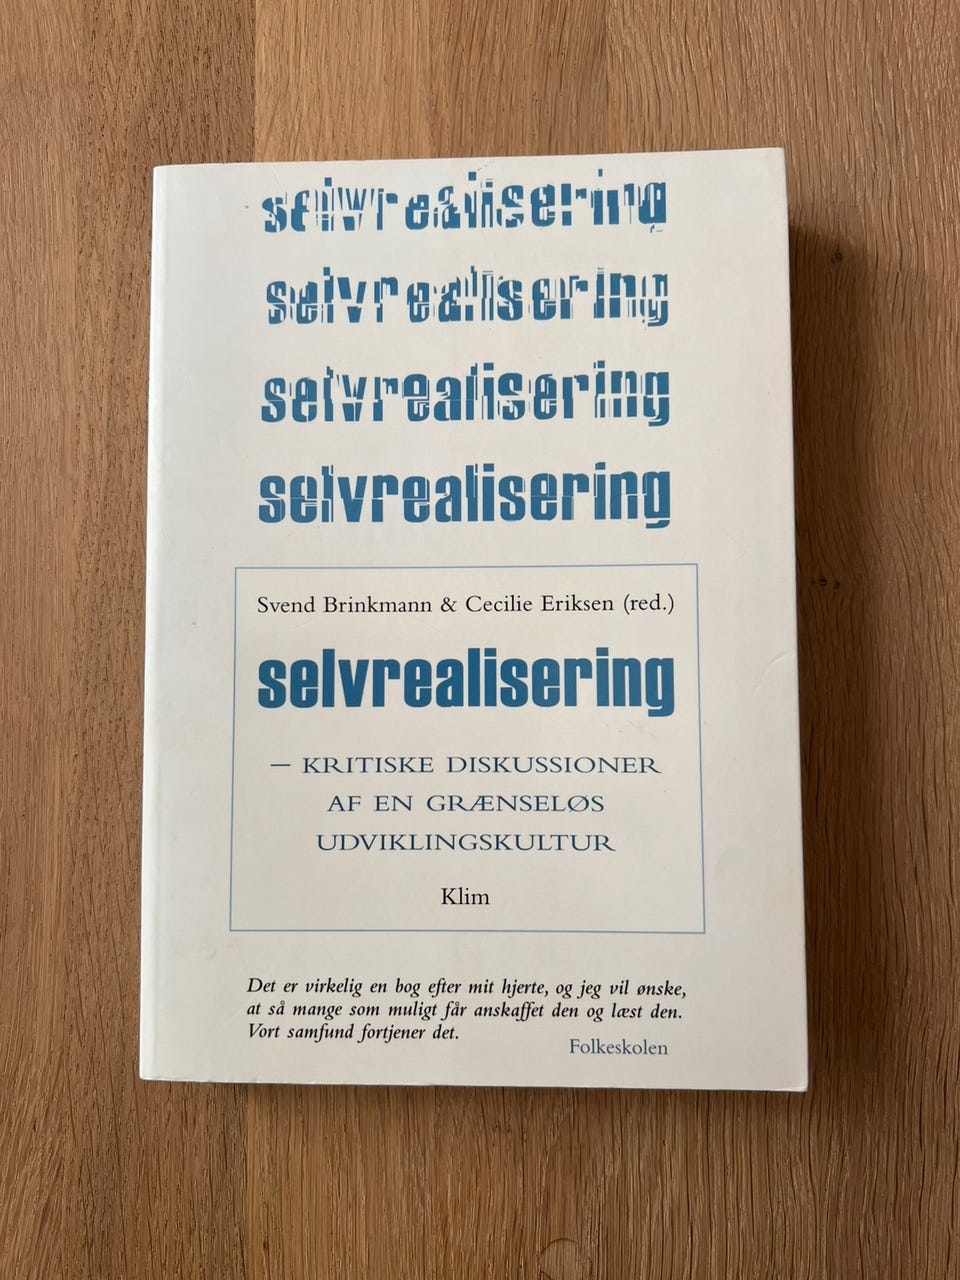 selvrealisering
selvrealisering
selvrealisering
selvrealisering
Svend Brinkmann & Cecilie Eriksen (red.)
selvrealisering
– KRITISKE DISKUSSIONER
AF EN GRÆNSELØS
UDVIKLINGSKULTUR
Klim
Det er virkelig en bog efter mit hjerte, og jeg vil ønske,
at så mange som muligt får anskaffet den og læst den.
Vort samfund fortjener det.
Folkeskolen